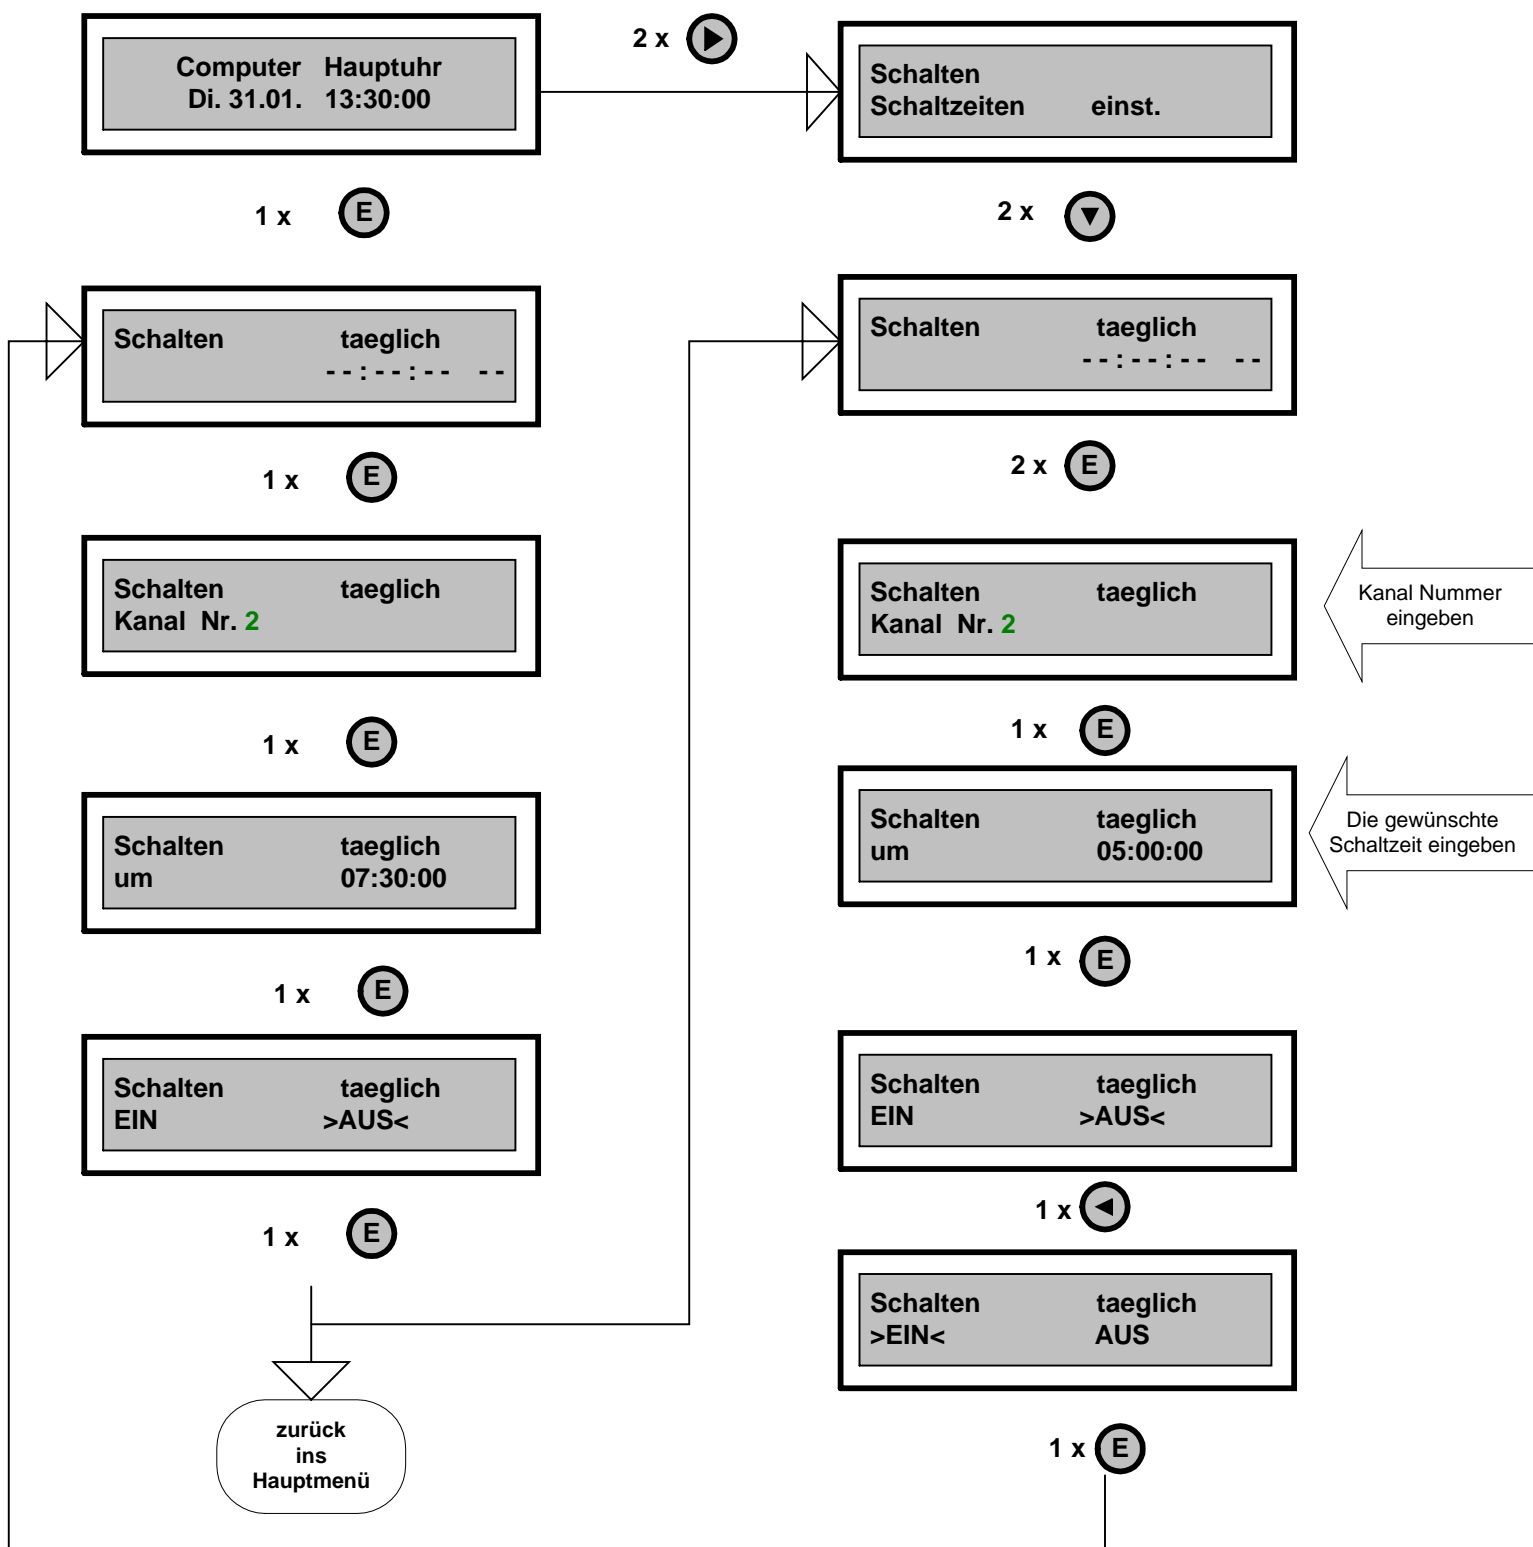 Computer Hauptuhr
Di. 31.01. 13:30:00
2 x
Schalten
Schaltzeiten einst.
1 x E
2 x
Schalten taeglich
--:--:-- --
1 x E
Schalten taeglich
Kanal Nr. 2
1 x E
Schalten taeglich
um 07:30:00
1 x E
Schalten taeglich
EIN >AUS<
1 x E
zurück
ins
Hauptmenü
Schalten taeglich
--:--:-- --
2 x E
Schalten taeglich
Kanal Nr. 2
Kanal Nummer
eingeben
1 x E
Schalten taeglich
um 05:00:00
Die gewünschte
Schaltzeit eingeben
1 x E
Schalten taeglich
EIN >AUS<
1 x
Schalten taeglich
>EIN< AUS
1 x E